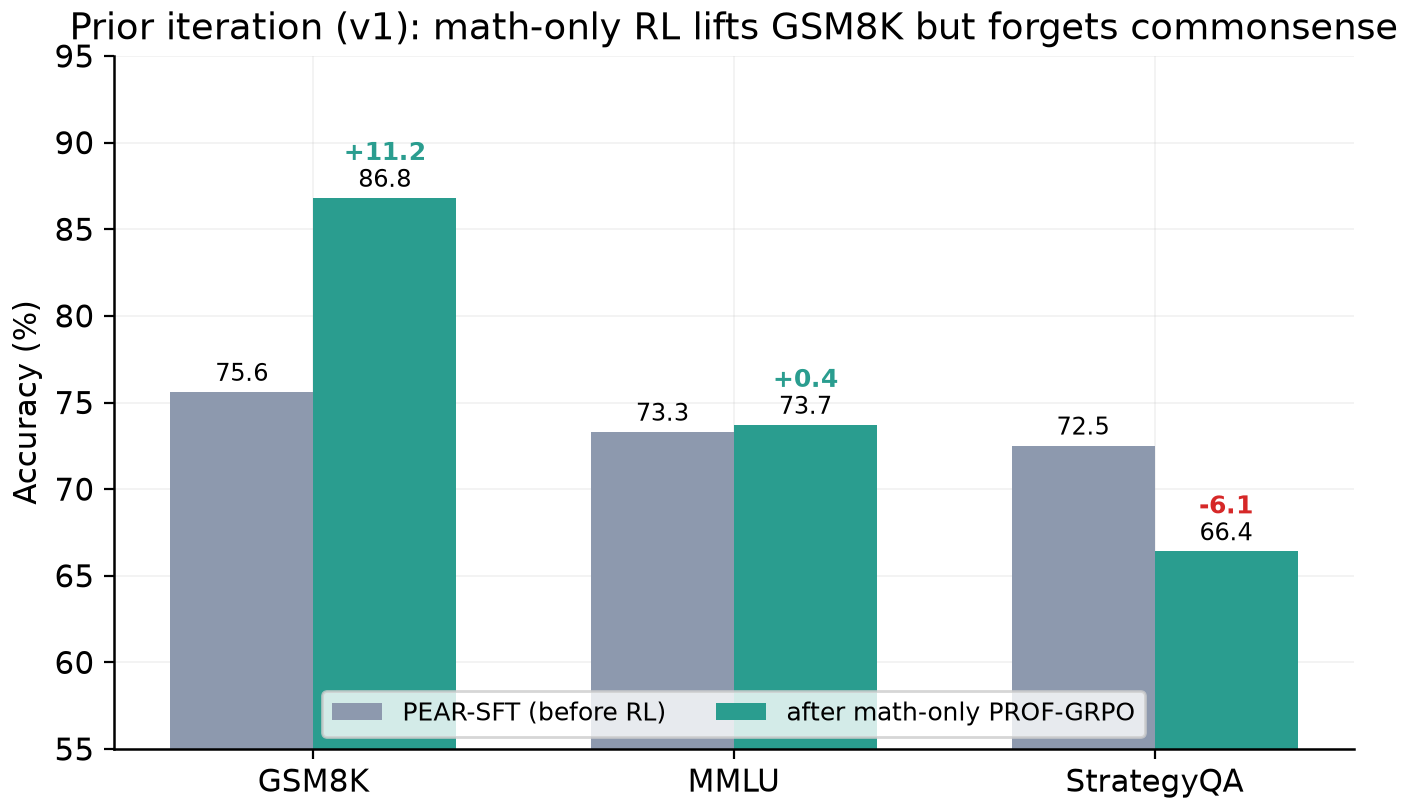 Prior iteration (v1): math-only RL lifts GSM8K but forgets commonsense
Accuracy (%)
95
90
85
80
75
70
65
60
55
75.6
+11.2
86.8
73.3
+0.4
73.7
72.5
-6.1
66.4
PEAR-SFT (before RL)
after math-only PROF-GRPO
GSM8K
MMLU
StrategyQA